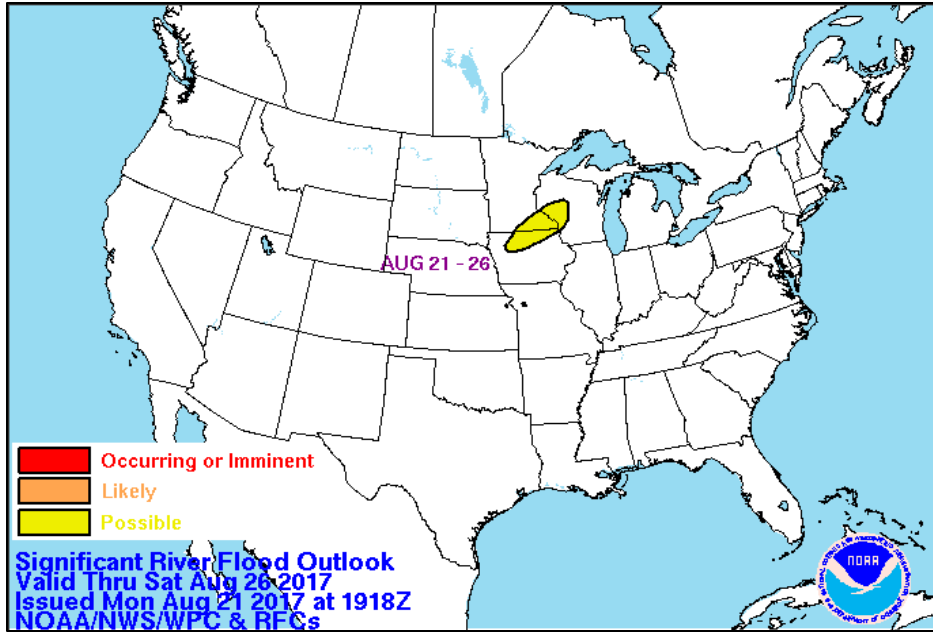 AUG 21 - 26
Occurring or Imminent
Likely
Possible
Significant River Flood Outlook
Valid Thru Sat Aug 26 2017
Issued Mon Aug 21 2017 at 1918Z
NOAA/NWS/WPC & RFCs
NOAA